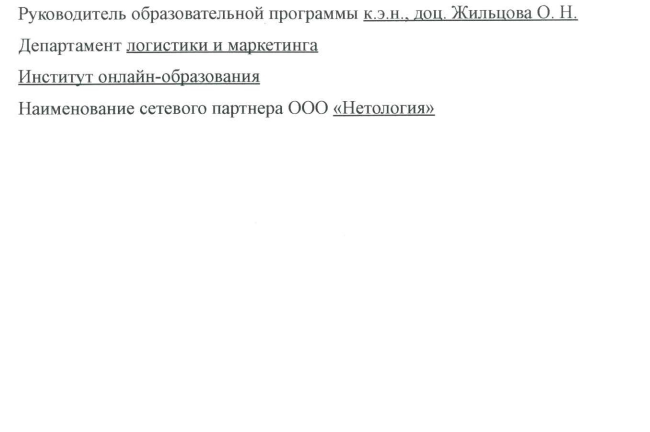 Руководитель образовательной программы к.э.н., доц. Жильцова О. Н.
Департамент логистики и маркетинга
Институт онлайн-образования
Наименование сетевого партнера ООО «Нетология»